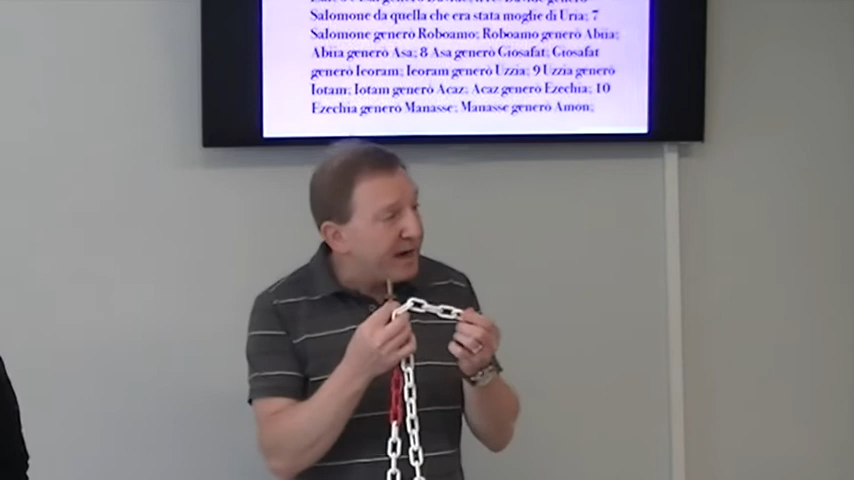 Salomone da quella che era stata moglie di Uria; 7
Salomone generò Roboamo; Roboamo generò Abiia;
Abiia generò Asa; 8 Asa generò Giosafat; Giosafat
generò Ieoram; Ieoram generò Uzzia; 9 Uzzia generò
Iotam; Iotam generò Acaz; Acaz generò Ezechia; 10
Ezechia generò Manasse; Manasse generò Amon;